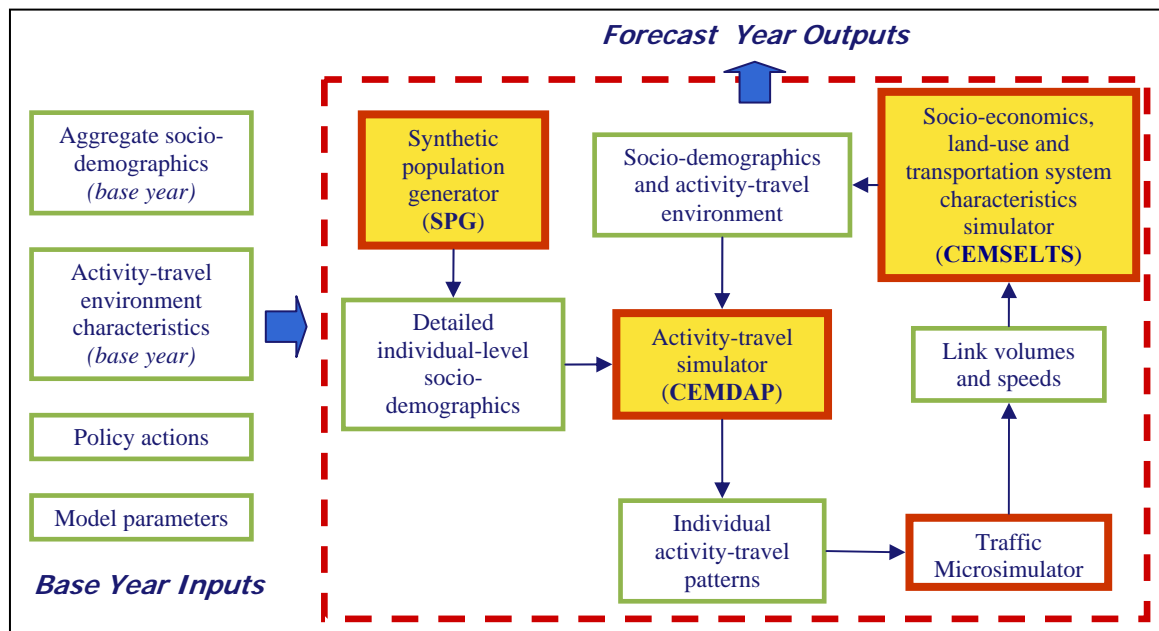 Forecast Year Outputs
Aggregate socio-
demographics
(base year)
Activity-travel
environment
characteristics
(base year)
Policy actions
Model parameters
Base Year Inputs
Synthetic
population
generator
(SPG)
Socio-demographics
and activity-travel
environment
Socio-economics,
land-use and
transportation system
characteristics
simulator
(CEMSELTS)
Detailed
individual-level
socio-
demographics
Activity-travel
simulator
(CEMDAP)
Link volumes
and speeds
Individual
activity-travel
patterns
Traffic
Microsimulator